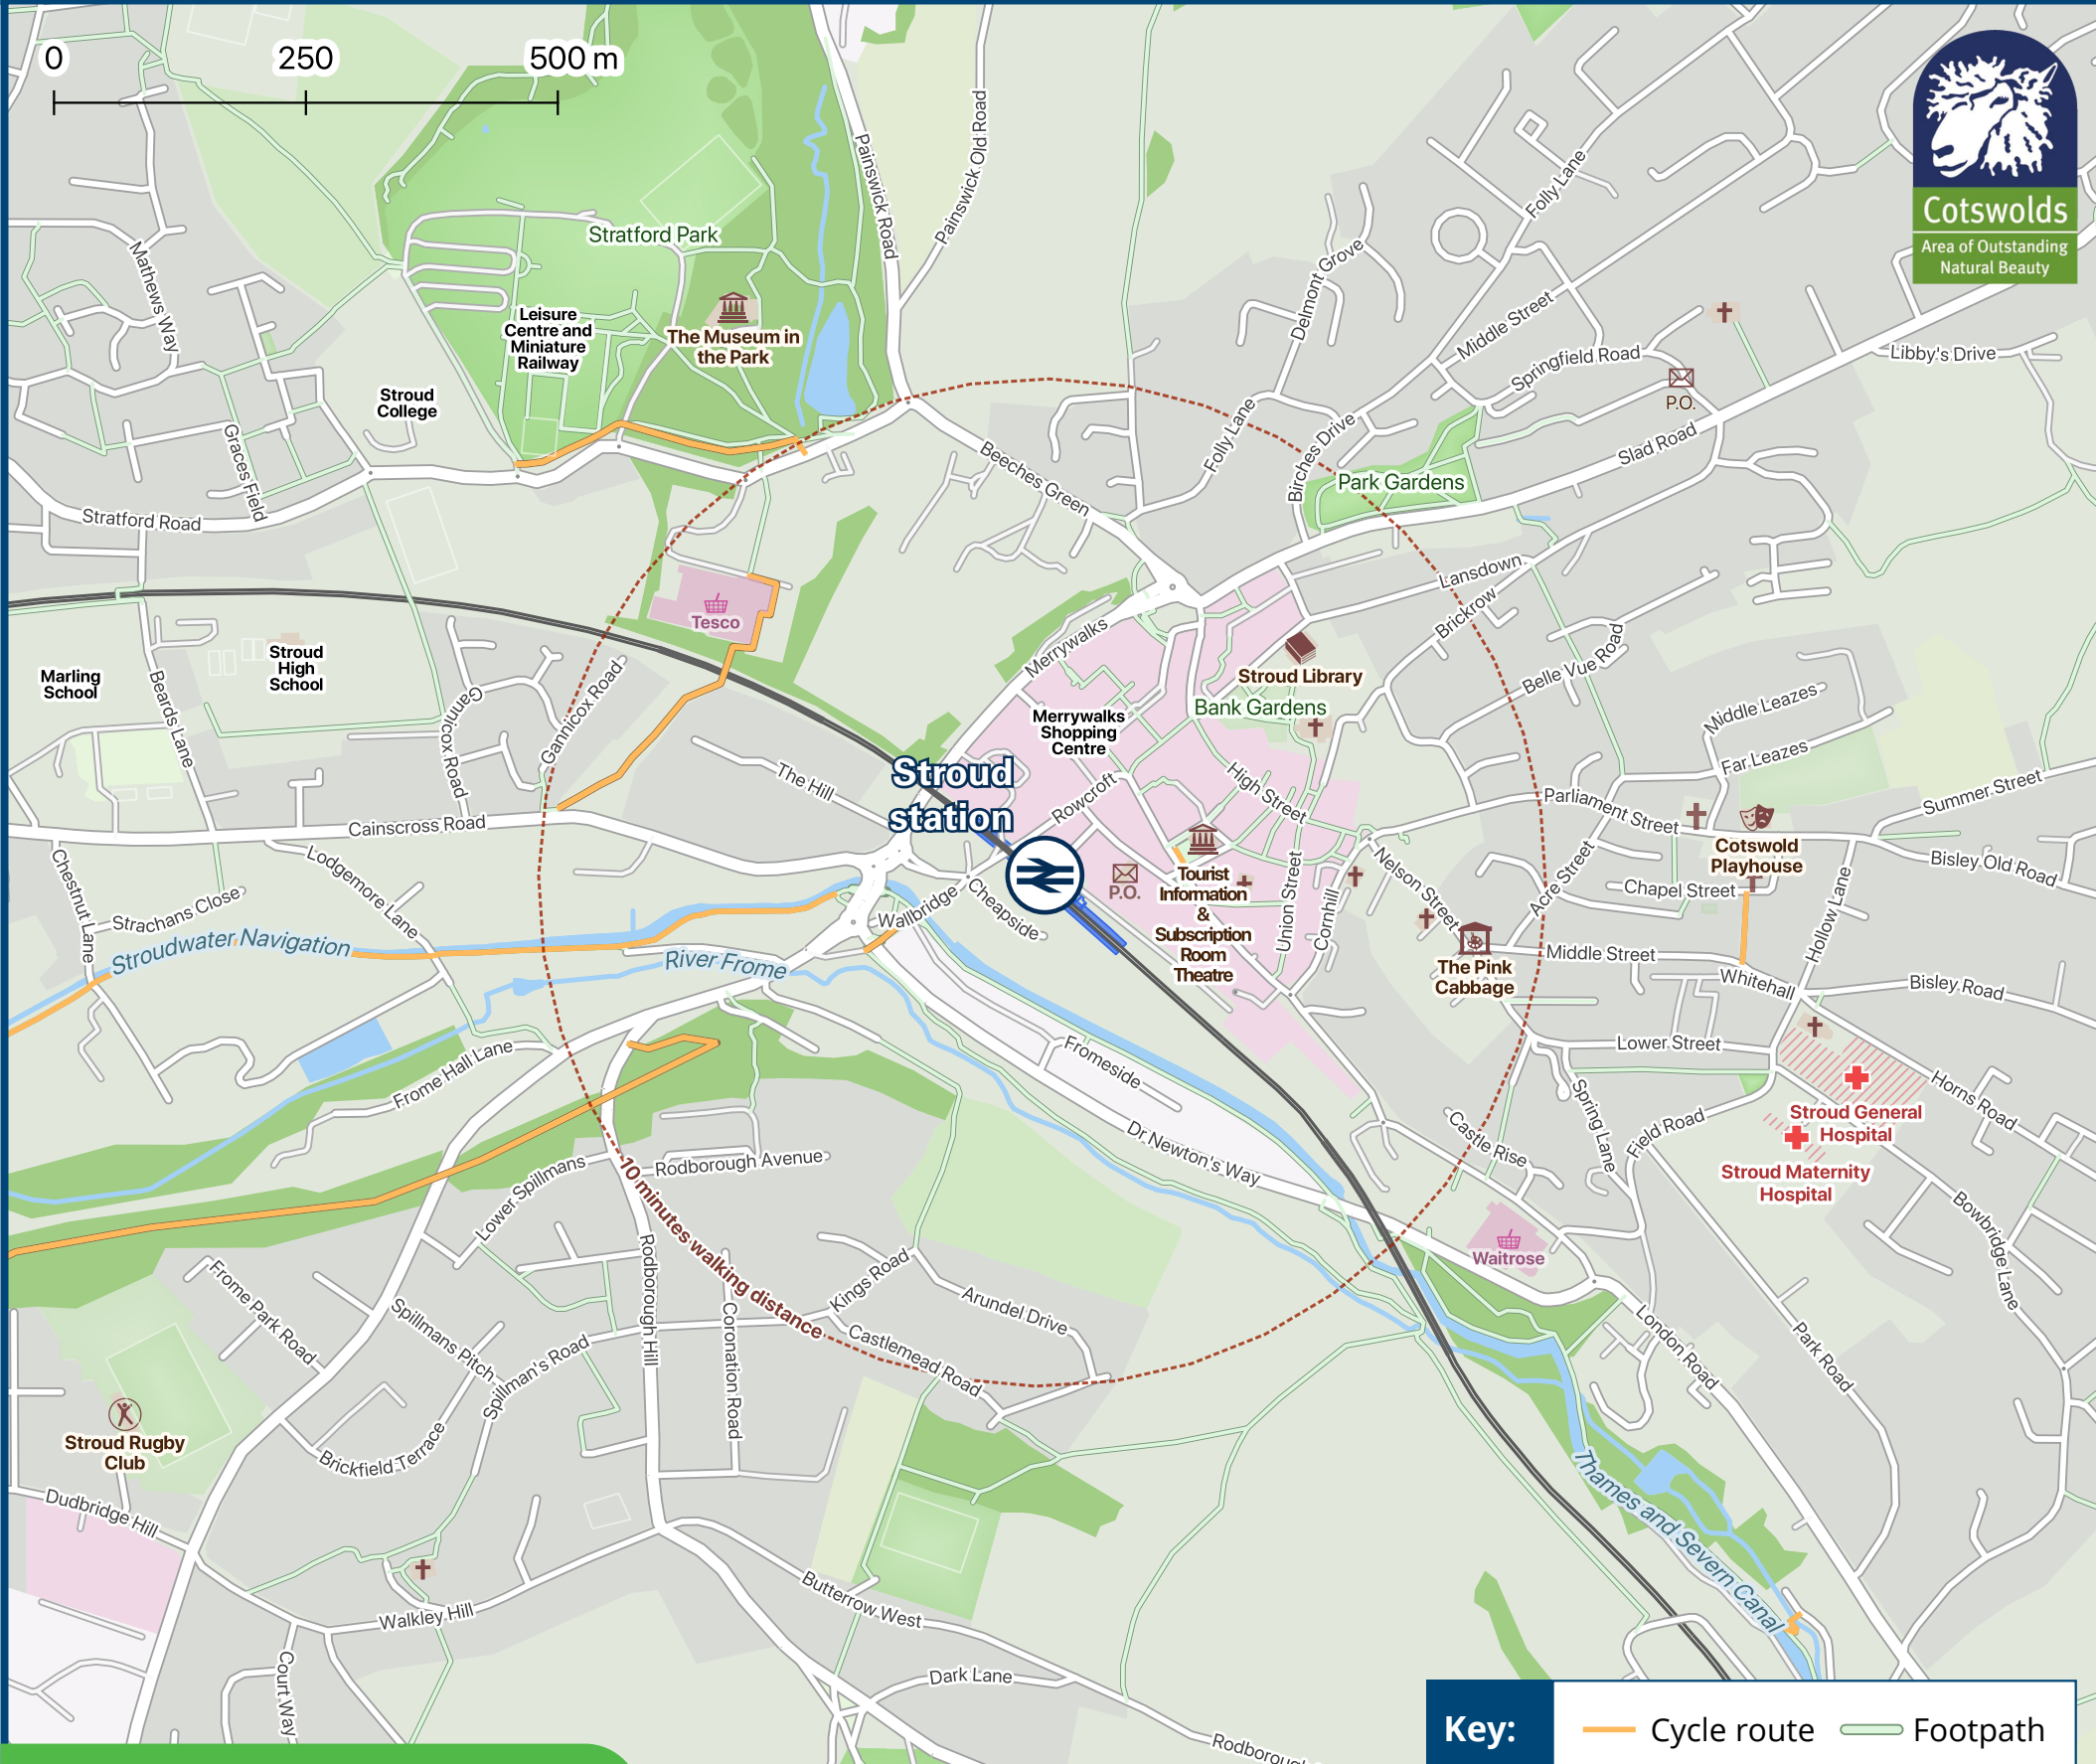 0
250
500 m
Cotswolds
Area of Outstanding
Natural Beauty
Painswick Road
Painswick Old Road
Folly Lane
Stratford Park
Mathews Way
Delmont Grove
Leisure
Centre and
Miniature
Railway
The Museum in
the Park
Middle Street
Springfield Road
Libby's Drive
P.O.
Stroud
College
Graces Field
Folly Lane
Birches Drive
Slad Road
Beeches Green
Park Gardens
Stratford Road
Lansdown
Brickrow
Tesco
Merrywalks
Stroud Library
Belle Vue Road
Stroud
High
School
Marling
School
Beards Lane
Gannicox Road
Gannicox Road
Bank Gardens
Merrywalks
Shopping
Centre
Middle Leazes
Far Leazes
The Hill
Stroud
station
Rowcroft
High Street
Parliament Street
Summer Street
Cainscross Road
Cotswold
Playhouse
Bisley Old Road
Lodgemore Lane
Chestnut Lane
Strachans Close
Nelson Street
Acre Street
Chapel Street
P.O.
Tourist
Information
&
Subscription
Room
Theatre
Union Street
Cornhill
Hollow Lane
Wallbridge
Cheapside
Stroudwater Navigation
River Frome
The Pink
Cabbage
Middle Street
Whitehall
Bisley Road
Lower Street
Frome Hall Lane
Fromeside
Dr Newton's Way
Castle Rise
Spring Lane
Field Road
Horns Road
Stroud General
Hospital
Stroud Maternity
Hospital
Lower Spillmans
Rodborough Avenue
10 minutes walking distance
Waitrose
Bowbridge Lane
Frome Park Road
Spillmans Pitch
Spillman's Road
Rodborough Hill
Coronation Road
Kings Road
Arundel Drive
Castlemead Road
London Road
Park Road
Stroud Rugby
Club
Brickfield Terrace
Dudbridge Hill
Thames and Severn Canal
Walkley Hill
Butterrow West
Court Way
Dark Lane
Key:
Cycle route
Footpath